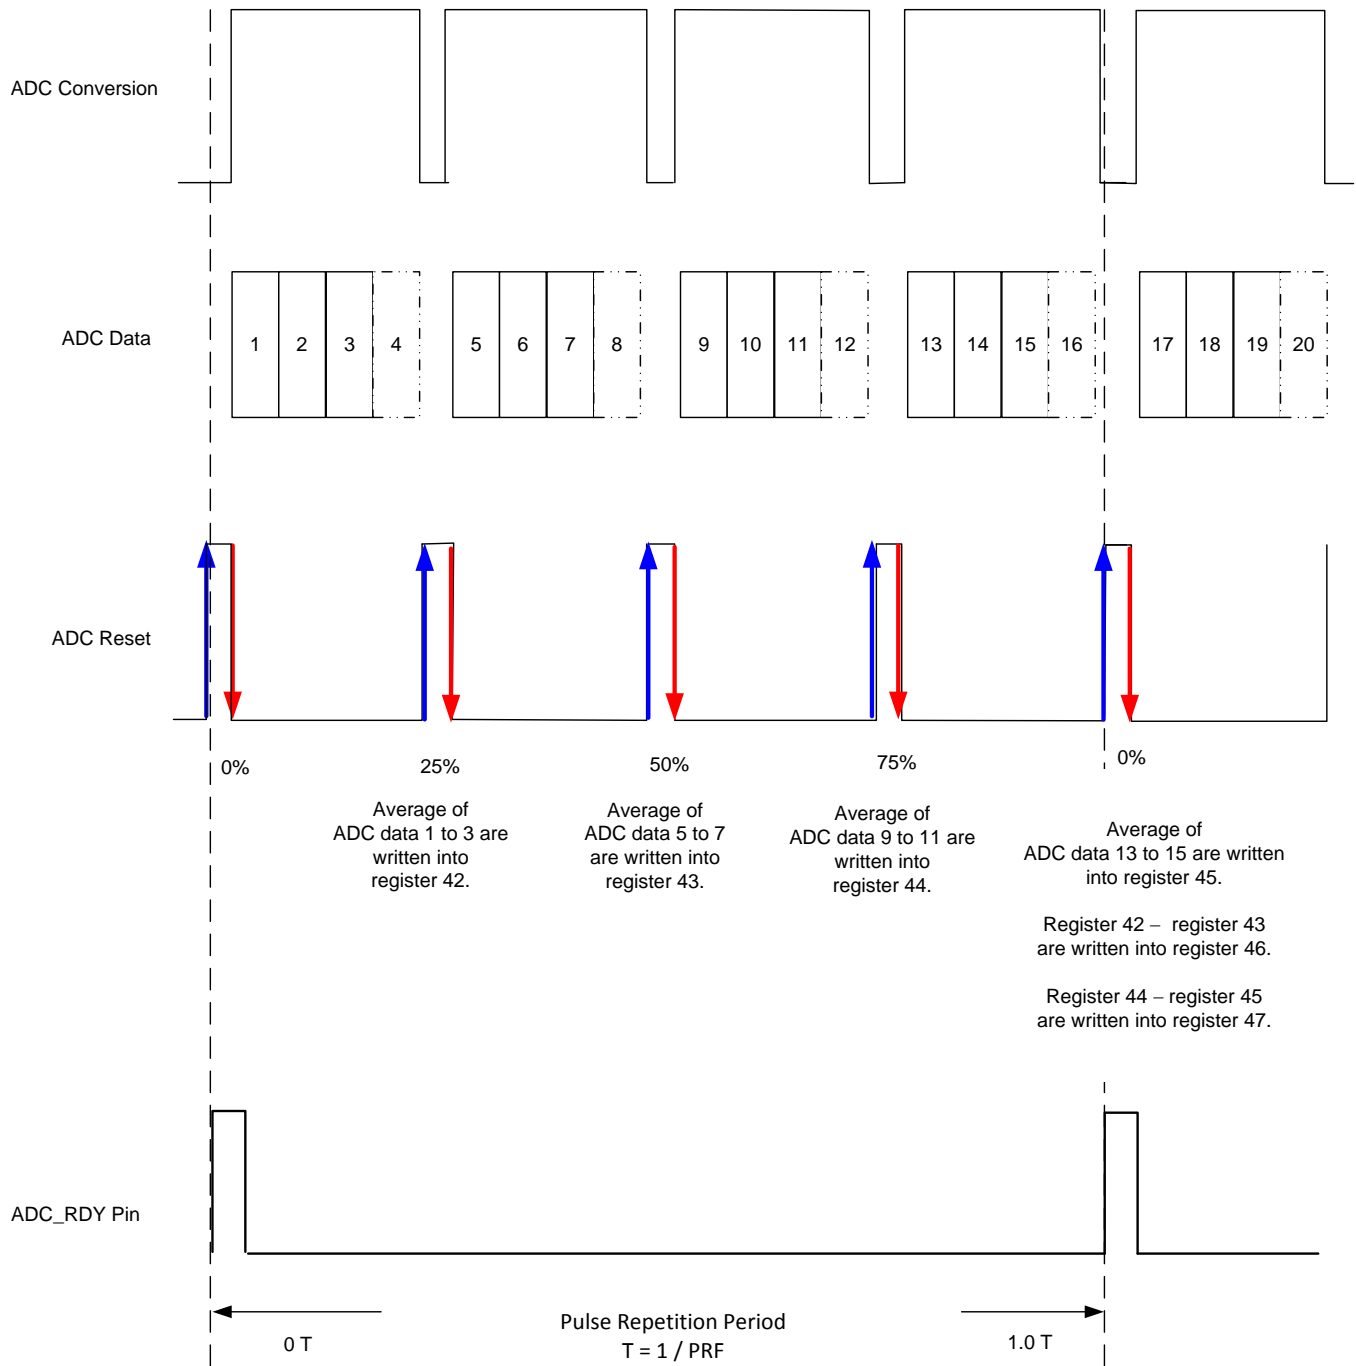 ADC Conversion
ADC Data
1 2 3 4 5 6 7 8 9 10 11 12 13 14 15 16 17 18 19 20
ADC Reset
0% 25% 50% 75% 0%
Average of
ADC data 1 to 3 are
written into
register 42.
Average of
ADC data 5 to 7
are written into
register 43.
Average of
ADC data 9 to 11 are
written into
register 44.
Average of
ADC data 13 to 15 are written
into register 45.
Register 42 – register 43
are written into register 46.
Register 44 – register 45
are written into register 47.
ADC_RDY Pin
0 T
Pulse Repetition Period
T = 1 / PRF
1.0 T